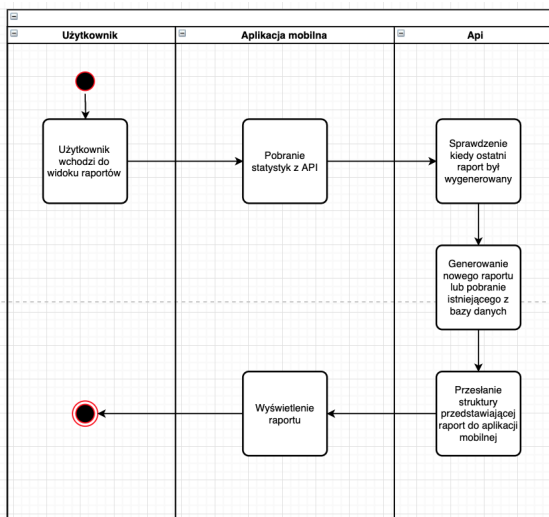 Użytkownik
Aplikacja mobilna
Api
Użytkownik
wchodzi do
widoku raportów
Pobranie
statystyk z API
Sprawdzenie
kiedy ostatni
raport był
wygenerowany
Generowanie
nowego raportu
lub pobranie
istniejącego z
bazy danych
Przesłanie
struktury
przedstawiającej
raport do aplikacji
mobilnej
Wyświetlenie
raportu